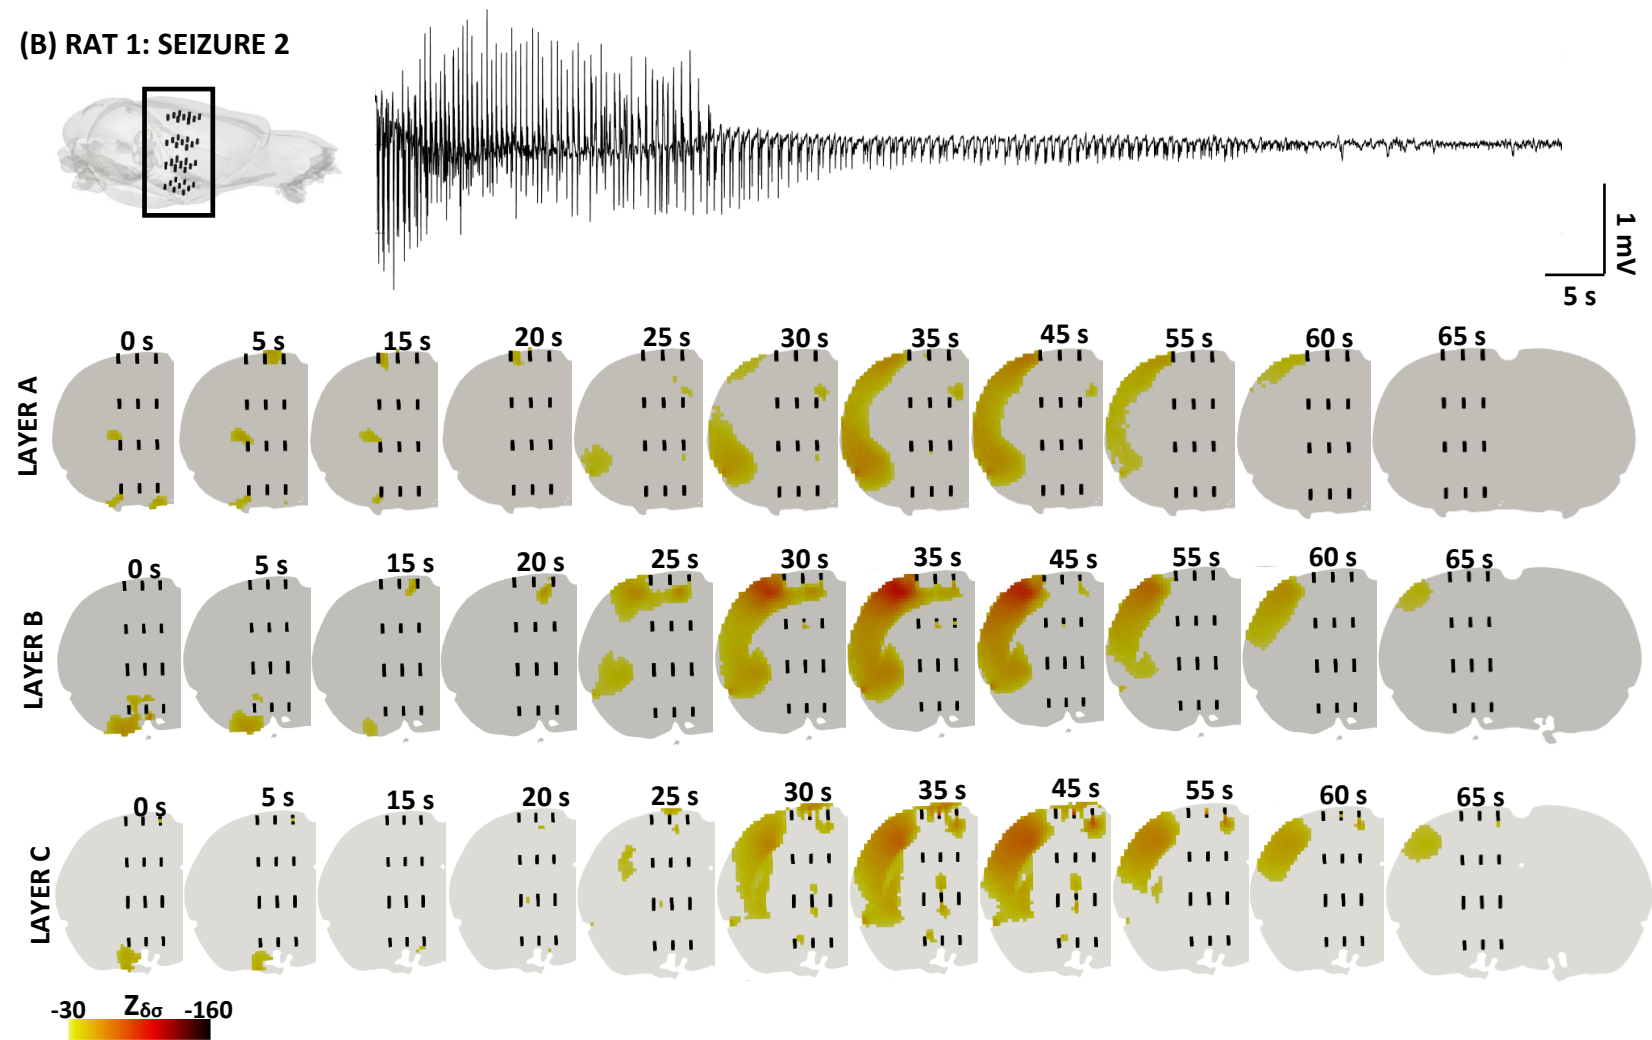 (B) RAT 1: SEIZURE 2
1 mV
5 s
LAYER A
0 s 5 s 15 s 20 s 25 s 30 s 35 s 45 s 55 s 60 s 65 s
LAYER B
0 s 5 s 15 s 20 s 25 s 30 s 35 s 45 s 55 s 60 s 65 s
LAYER C
0 s 5 s 15 s 20 s 25 s 30 s 35 s 45 s 55 s 60 s 65 s
-30 Zδσ -160